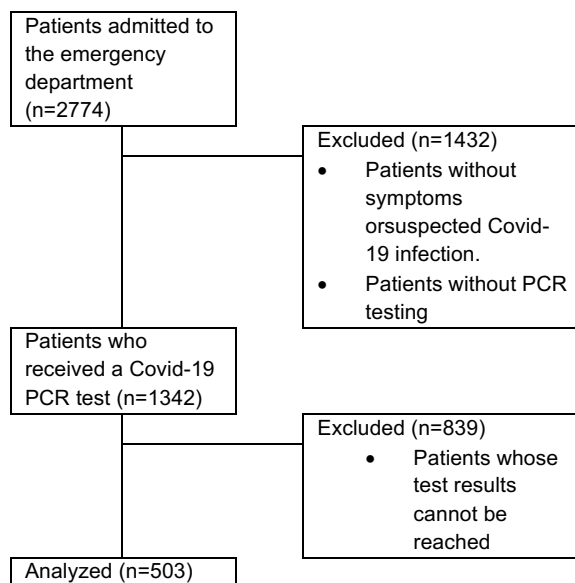 Patients admitted to
the emergency
department
(n=2774)
Excluded (n=1432)
• Patients without
symptoms
orsuspected Covid-
19 infection.
• Patients without PCR
testing
Patients who
received a Covid-19
PCR test (n=1342)
Excluded (n=839)
• Patients whose
test results
cannot be
reached
Analyzed (n=503)